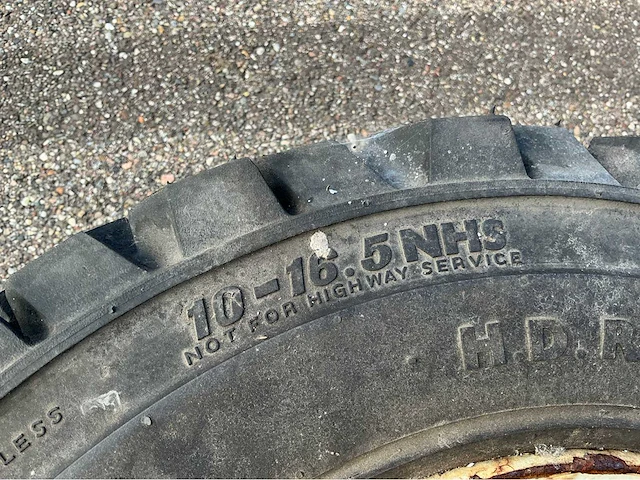 10-16.5NHS
NOT FOR HIGHWAY SERVICE
H.D.
LESS